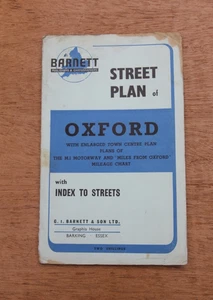 BARNETT
STREET
PLAN of
OXFORD
WITH ENLARGED TOWN CENTRE PLAN
PLANS OF
THE M1 MOTORWAY AND "MILES FROM OXFORD"
MILEAGE CHART
with
INDEX TO STREETS
G. I. BARNETT & SON LTD.,
Graphic House
BARKING ESSEX